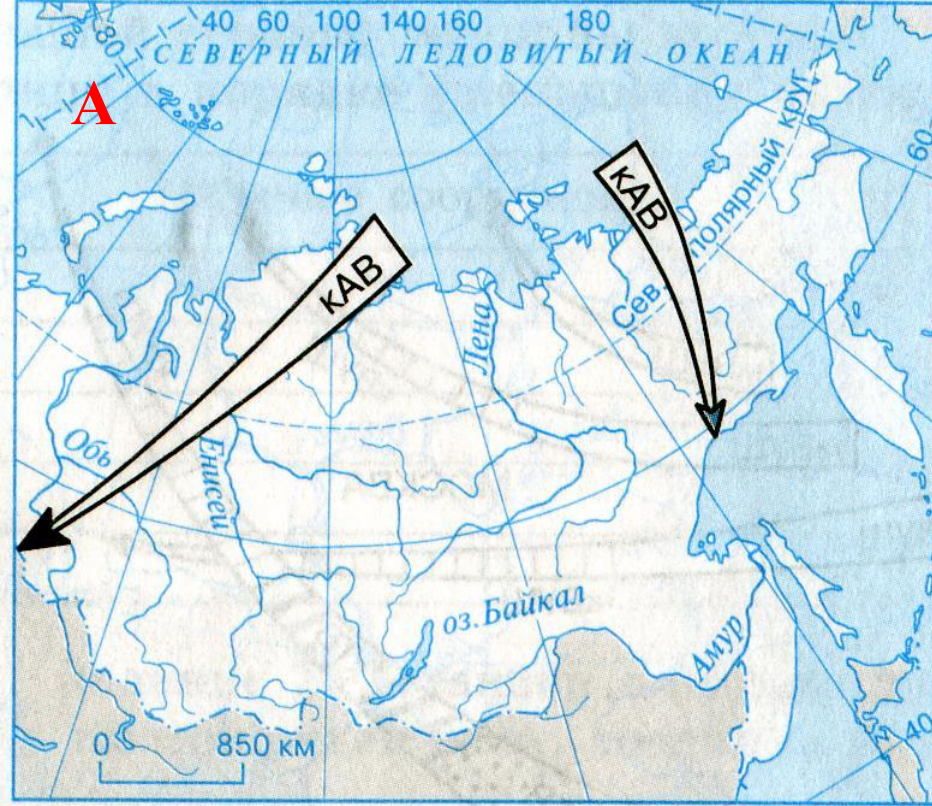 40 60 100 140 160 180
80
СЕВЕРНЫЙ ЛЕДОВИТЫЙ ОКЕАН
А
60
кАВ
кАВ
Сев. полярный круг
Лена
Обь
Енисей
оз. Байкал
Амур
0 850 км
40